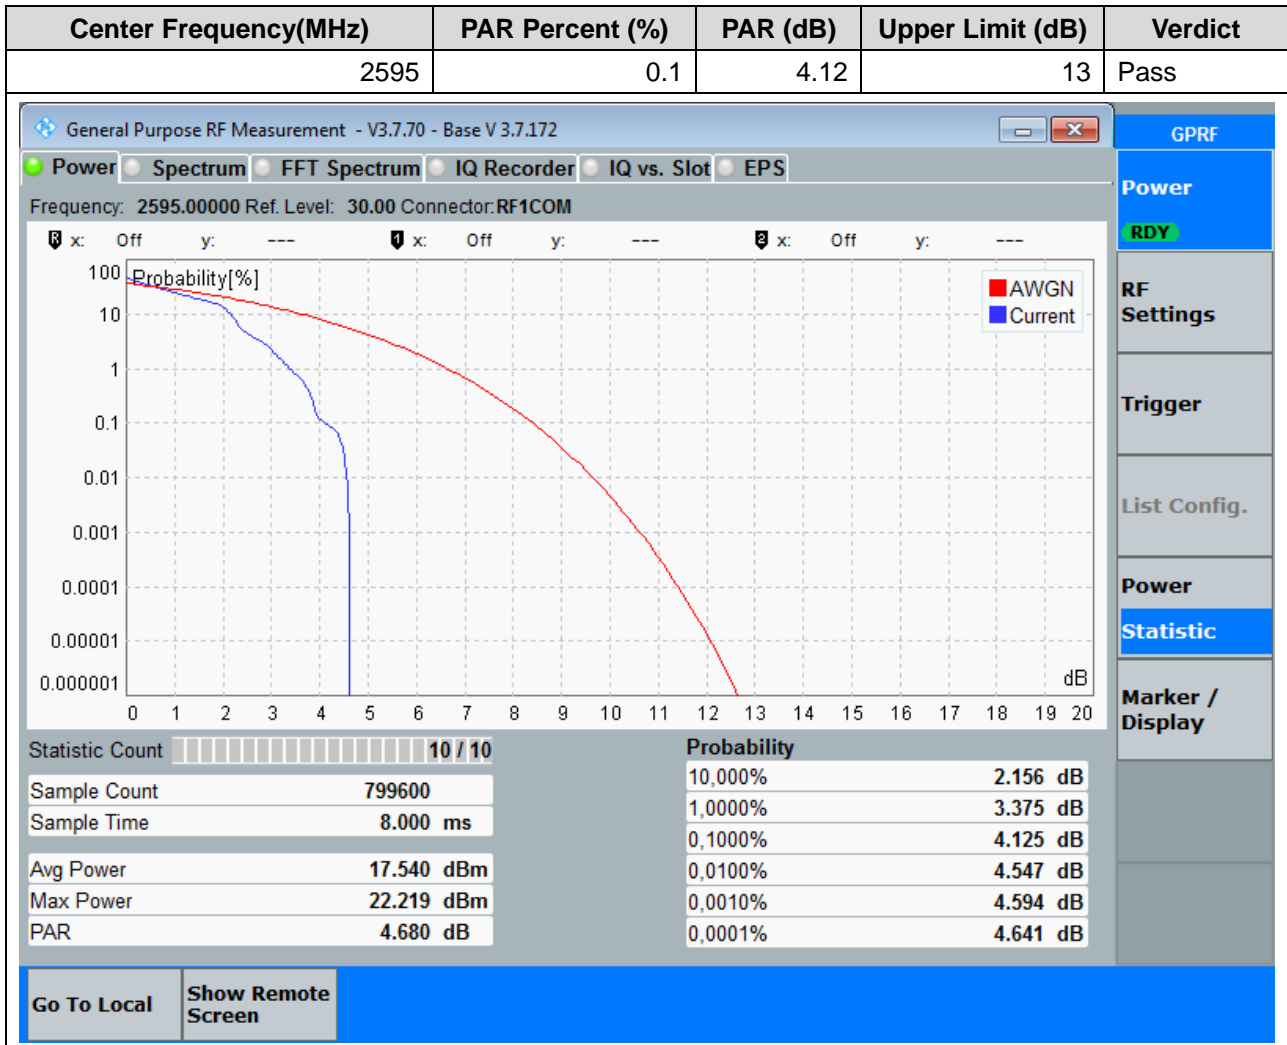 Center Frequency(MHz) PAR Percent (%) PAR (dB) Upper Limit (dB) Verdict
2595 0.1 4.12 13 Pass
General Purpose RF Measurement - V3.7.70 - Base V 3.7.172
GPRF
Power Spectrum FFT Spectrum IQ Recorder IQ vs. Slot EPS
Frequency: 2595.00000 Ref. Level: 30.00 Connector:RF1COM
R x: Off y: --- 1 x: Off y: --- 2 x: Off y: ---
Probability[%]
AWGN
Current
100
10
1
0.1
0.01
0.001
0.0001
0.00001
0.000001
dB
0 1 2 3 4 5 6 7 8 9 10 11 12 13 14 15 16 17 18 19 20
Statistic Count 10 / 10
Sample Count 799600
Sample Time 8.000 ms
Avg Power 17.540 dBm
Max Power 22.219 dBm
PAR 4.680 dB
Probability
10,000% 2.156 dB
1,0000% 3.375 dB
0,1000% 4.125 dB
0,0100% 4.547 dB
0,0010% 4.594 dB
0,0001% 4.641 dB
Power
RDY
RF
Settings
Trigger
List Config.
Power
Statistic
Marker /
Display
Go To Local
Show Remote
Screen